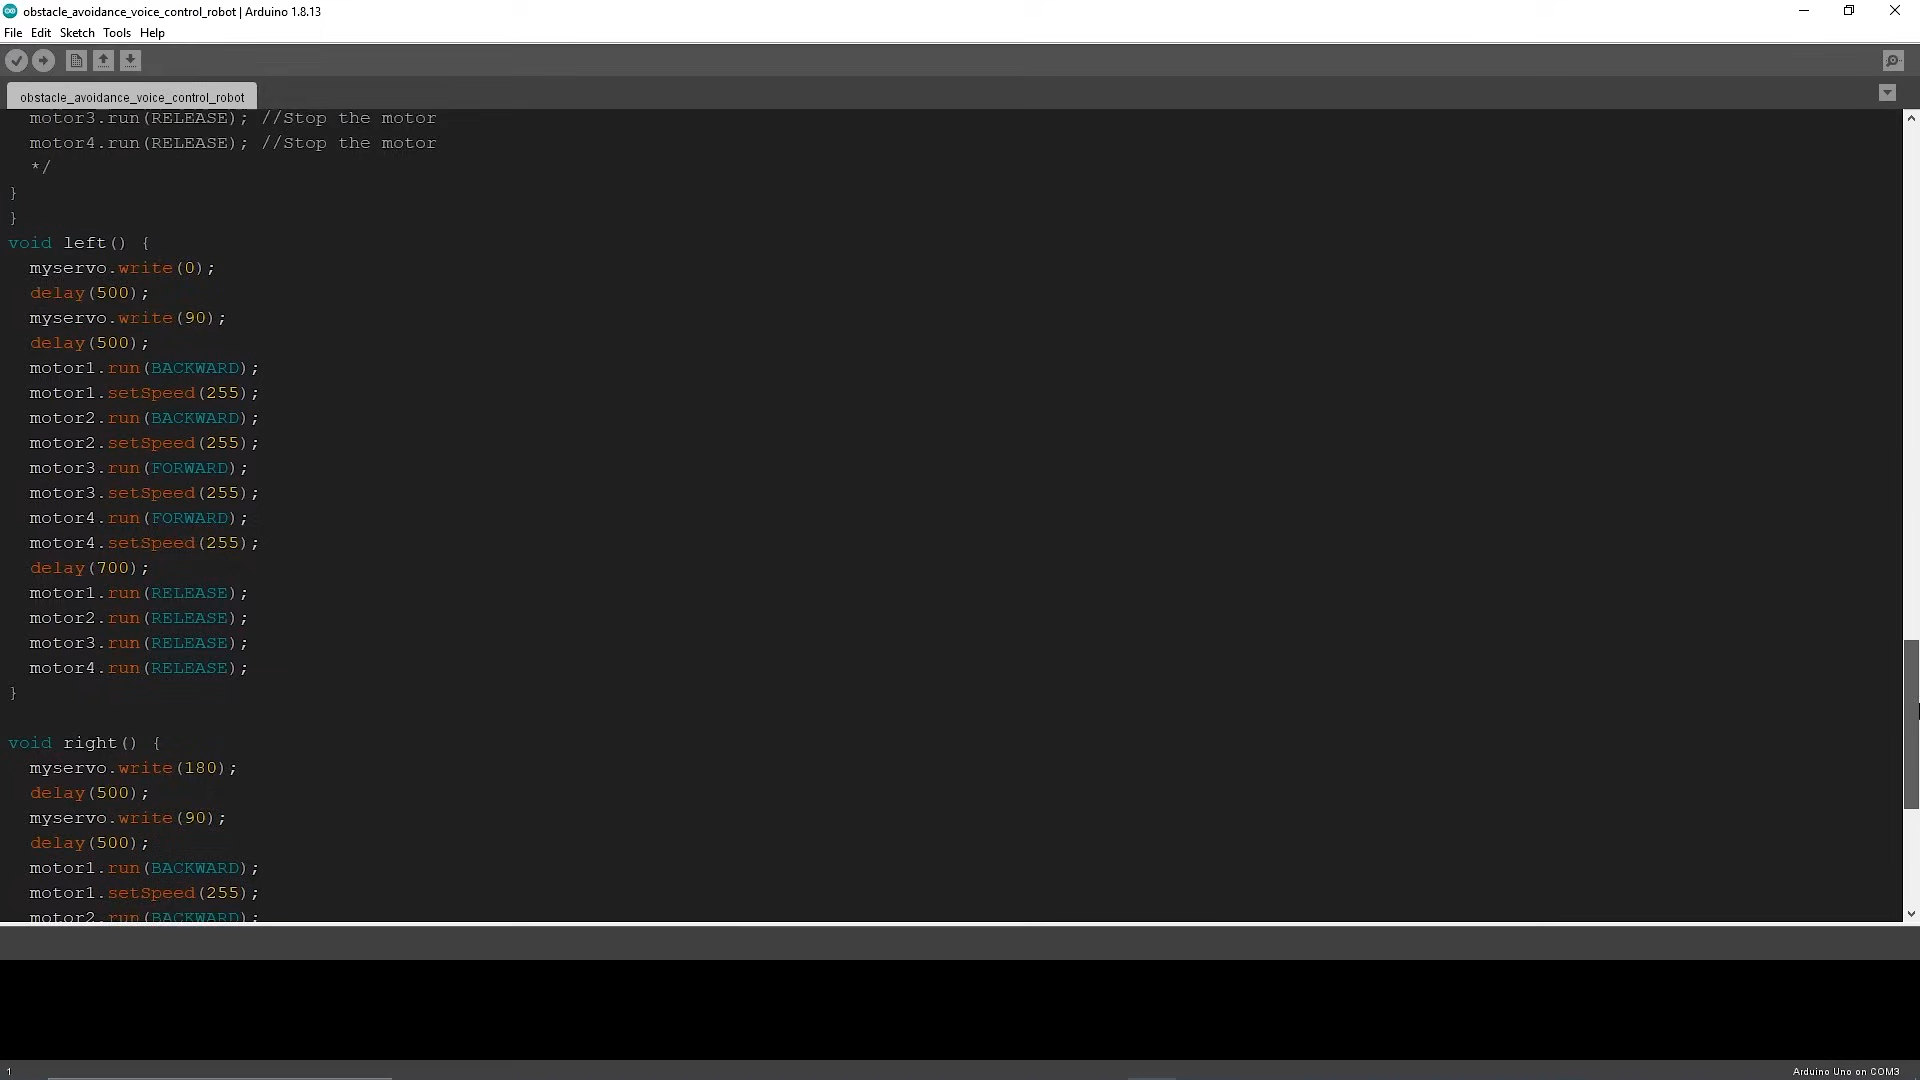 obstacle_avoidance_voice_control_robot | Arduino 1.8.13
File Edit Sketch Tools Help
obstacle_avoidance_voice_control_robot
motor3.run(RELEASE); //Stop the motor
motor4.run(RELEASE); //Stop the motor
*/
}
}
void left() {
myservo.write(0);
delay(500);
myservo.write(90);
delay(500);
motor1.run(BACKWARD);
motor1.setSpeed(255);
motor2.run(BACKWARD);
motor2.setSpeed(255);
motor3.run(FORWARD);
motor3.setSpeed(255);
motor4.run(FORWARD);
motor4.setSpeed(255);
delay(700);
motor1.run(RELEASE);
motor2.run(RELEASE);
motor3.run(RELEASE);
motor4.run(RELEASE);
}
void right() {
myservo.write(180);
delay(500);
myservo.write(90);
delay(500);
motor1.run(BACKWARD);
motor1.setSpeed(255);
motor2.run(BACKWARD);
1 Arduino Uno on COM3